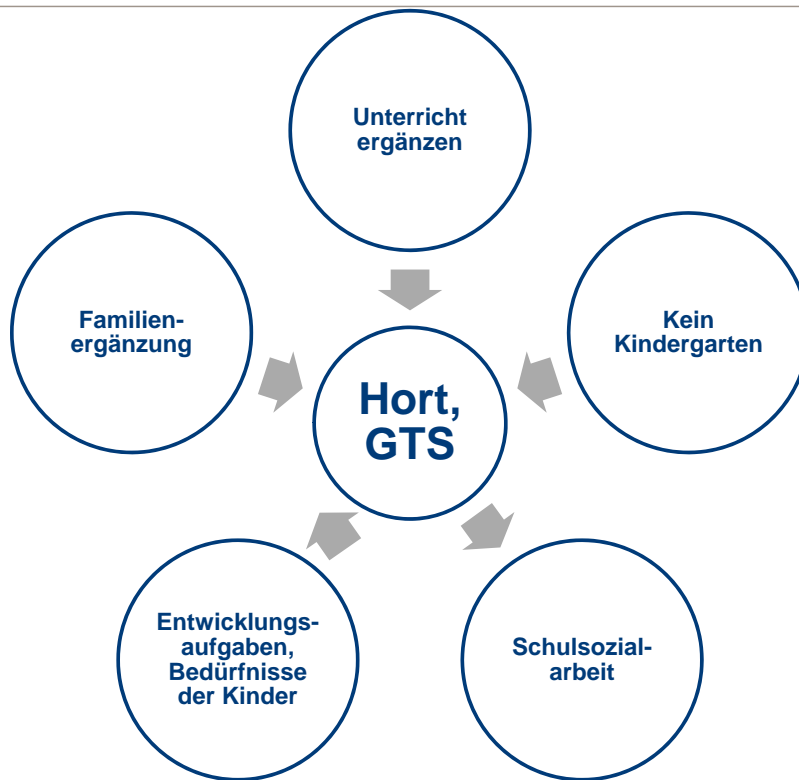 Unterricht
ergänzen
Familien-
ergänzung
Kein
Kindergarten
Hort,
GTS
Entwicklungs-
aufgaben,
Bedürfnisse
der Kinder
Schulsozial-
arbeit